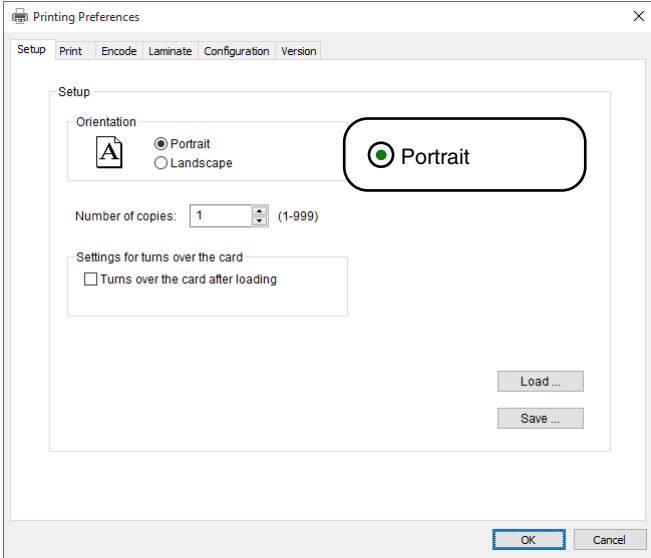 Printing Preferences
Setup Print Encode Laminate Configuration Version
Setup
Orientation
A
Portrait
Landscape
Portrait
Number of copies: 1 (1-999)
Settings for turns over the card
Turns over the card after loading
Load ...
Save ...
OK Cancel